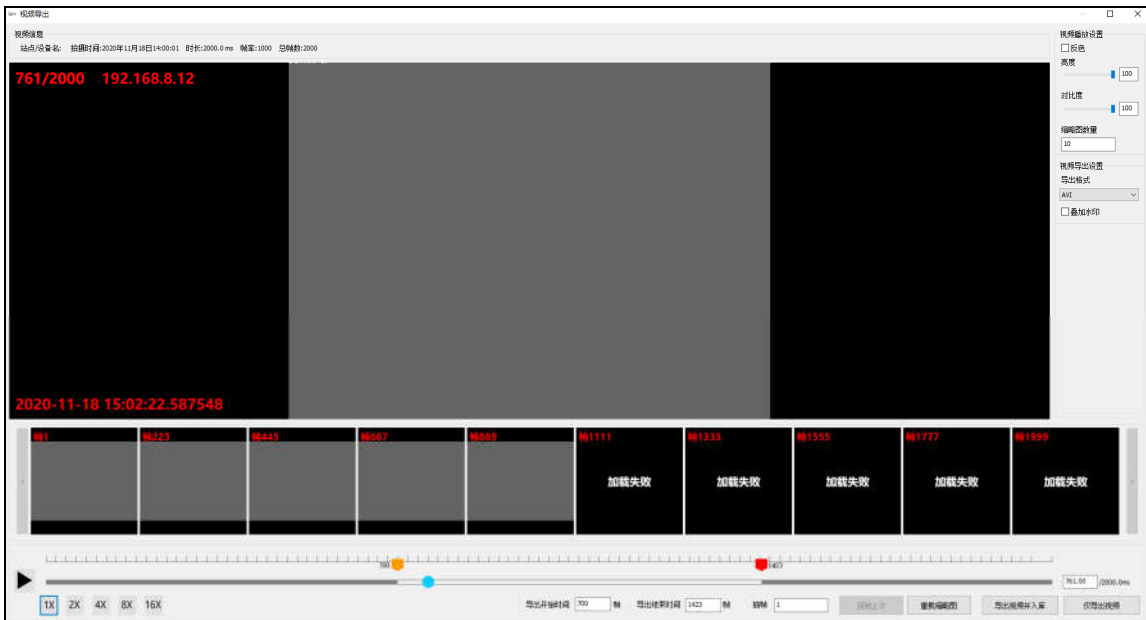 视频导出
视频信息
站点/设备名: 拍摄时间:2020年11月18日14:00:01 时长:2000.0 ms 帧率:1000 总帧数:2000
761/2000 192.168.8.12
2020-11-18 15:02:22.587548
视频播放设置
反色
亮度
100
对比度
100
缩略图数量
10
视频导出设置
导出格式
AVI
叠加水印
帧1 帧223 帧445 帧667 帧889 帧1111 帧1333 帧1555 帧1777 帧1999
加载失败 加载失败 加载失败 加载失败 加载失败
700 1423
761.00 /2000.0ms
1X 2X 4X 8X 16X
导出开始时间 700 帧 导出结束时间 1423 帧 抽帧 1 重载缩略图 导出视频并入库 仅导出视频